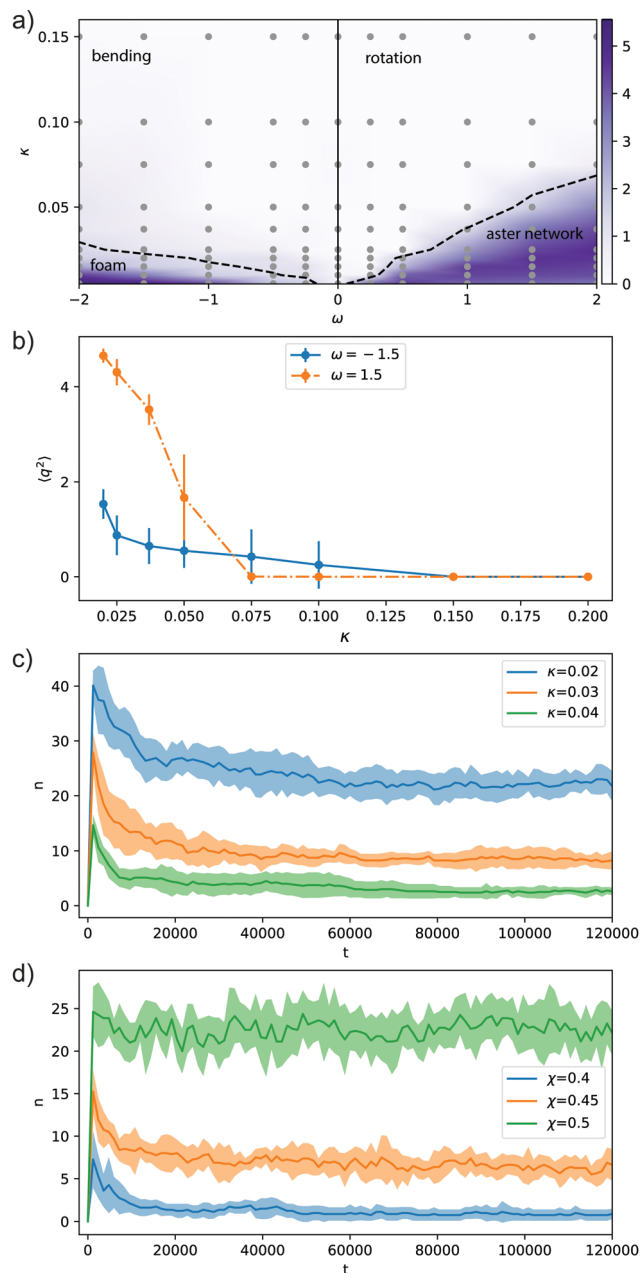 a)
0.15
bending
rotation
5
4
0.10
κ
3
0.05
2
aster network
1
foam
0
−2
−1
0
1
2
ω
b)
ω = −1.5
ω = 1.5
4
⟨q²⟩
2
0
0.025
0.050
0.075
0.100
0.125
0.150
0.175
0.200
κ
c)
40
κ=0.02
κ=0.03
κ=0.04
30
n
20
10
0
0
20000
40000
60000
80000
100000
120000
t
d)
25
20
15
χ=0.4
n
χ=0.45
10
χ=0.5
5
0
0
20000
40000
60000
80000
100000
120000
t